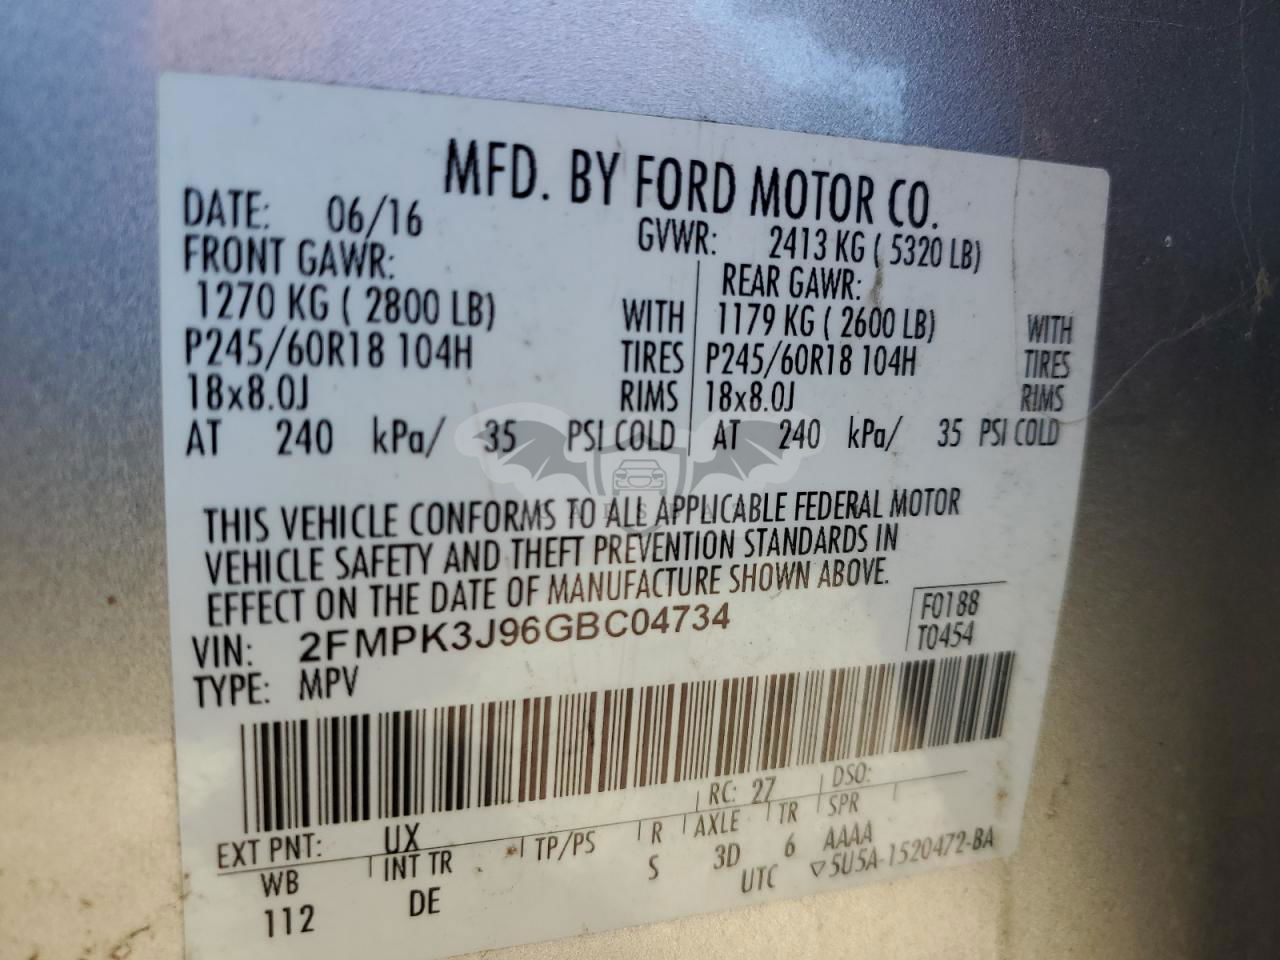 MFD. BY FORD MOTOR CO.
DATE: 06/16 GVWR: 2413 KG ( 5320 LB)
FRONT GAWR: REAR GAWR:
1270 KG ( 2800 LB) WITH 1179 KG ( 2600 LB) WITH
P245/60R18 104H TIRES P245/60R18 104H TIRES
18x8.0J RIMS 18x8.0J RIMS
AT 240 kPa/ 35 PSI COLD AT 240 kPa/ 35 PSI COLD
THIS VEHICLE CONFORMS TO ALL APPLICABLE FEDERAL MOTOR
VEHICLE SAFETY AND THEFT PREVENTION STANDARDS IN
EFFECT ON THE DATE OF MANUFACTURE SHOWN ABOVE.
VIN: 2FMPK3J96GBC04734 F0188
TYPE: MPV T0454
EXT PNT: UX RC: 27 DSO:
WB INT TR TP/PS R AXLE TR SPR
112 DE S 3D 6 AAAA
UTC ▽5U5A-1520472-BA